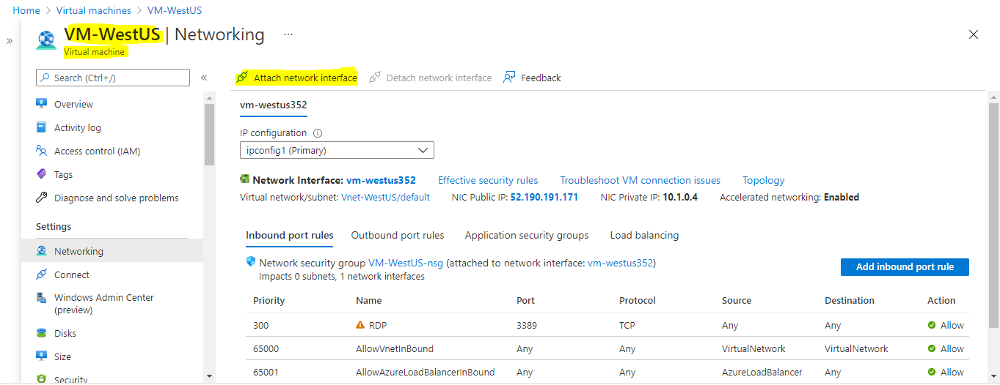 Home > Virtual machines > VM-WestUS
VM-WestUS | Networking ...
Virtual machine
Search (Ctrl+/)
Overview
Activity log
Access control (IAM)
Tags
Diagnose and solve problems
Settings
Networking
Connect
Windows Admin Center
(preview)
Disks
Size
Security
Attach network interface Detach network interface Feedback
vm-westus352
IP configuration
ipconfig1 (Primary)
Network Interface: vm-westus352 Effective security rules Troubleshoot VM connection issues Topology
Virtual network/subnet: Vnet-WestUS/default NIC Public IP: 52.190.191.171 NIC Private IP: 10.1.0.4 Accelerated networking: Enabled
Inbound port rules Outbound port rules Application security groups Load balancing
Network security group VM-WestUS-nsg (attached to network interface: vm-westus352)
Impacts 0 subnets, 1 network interfaces
Add inbound port rule
Priority Name Port Protocol Source Destination Action
300 RDP 3389 TCP Any Any Allow
65000 AllowVnetInBound Any Any VirtualNetwork VirtualNetwork Allow
65001 AllowAzureLoadBalancerInBound Any Any AzureLoadBalancer Any Allow